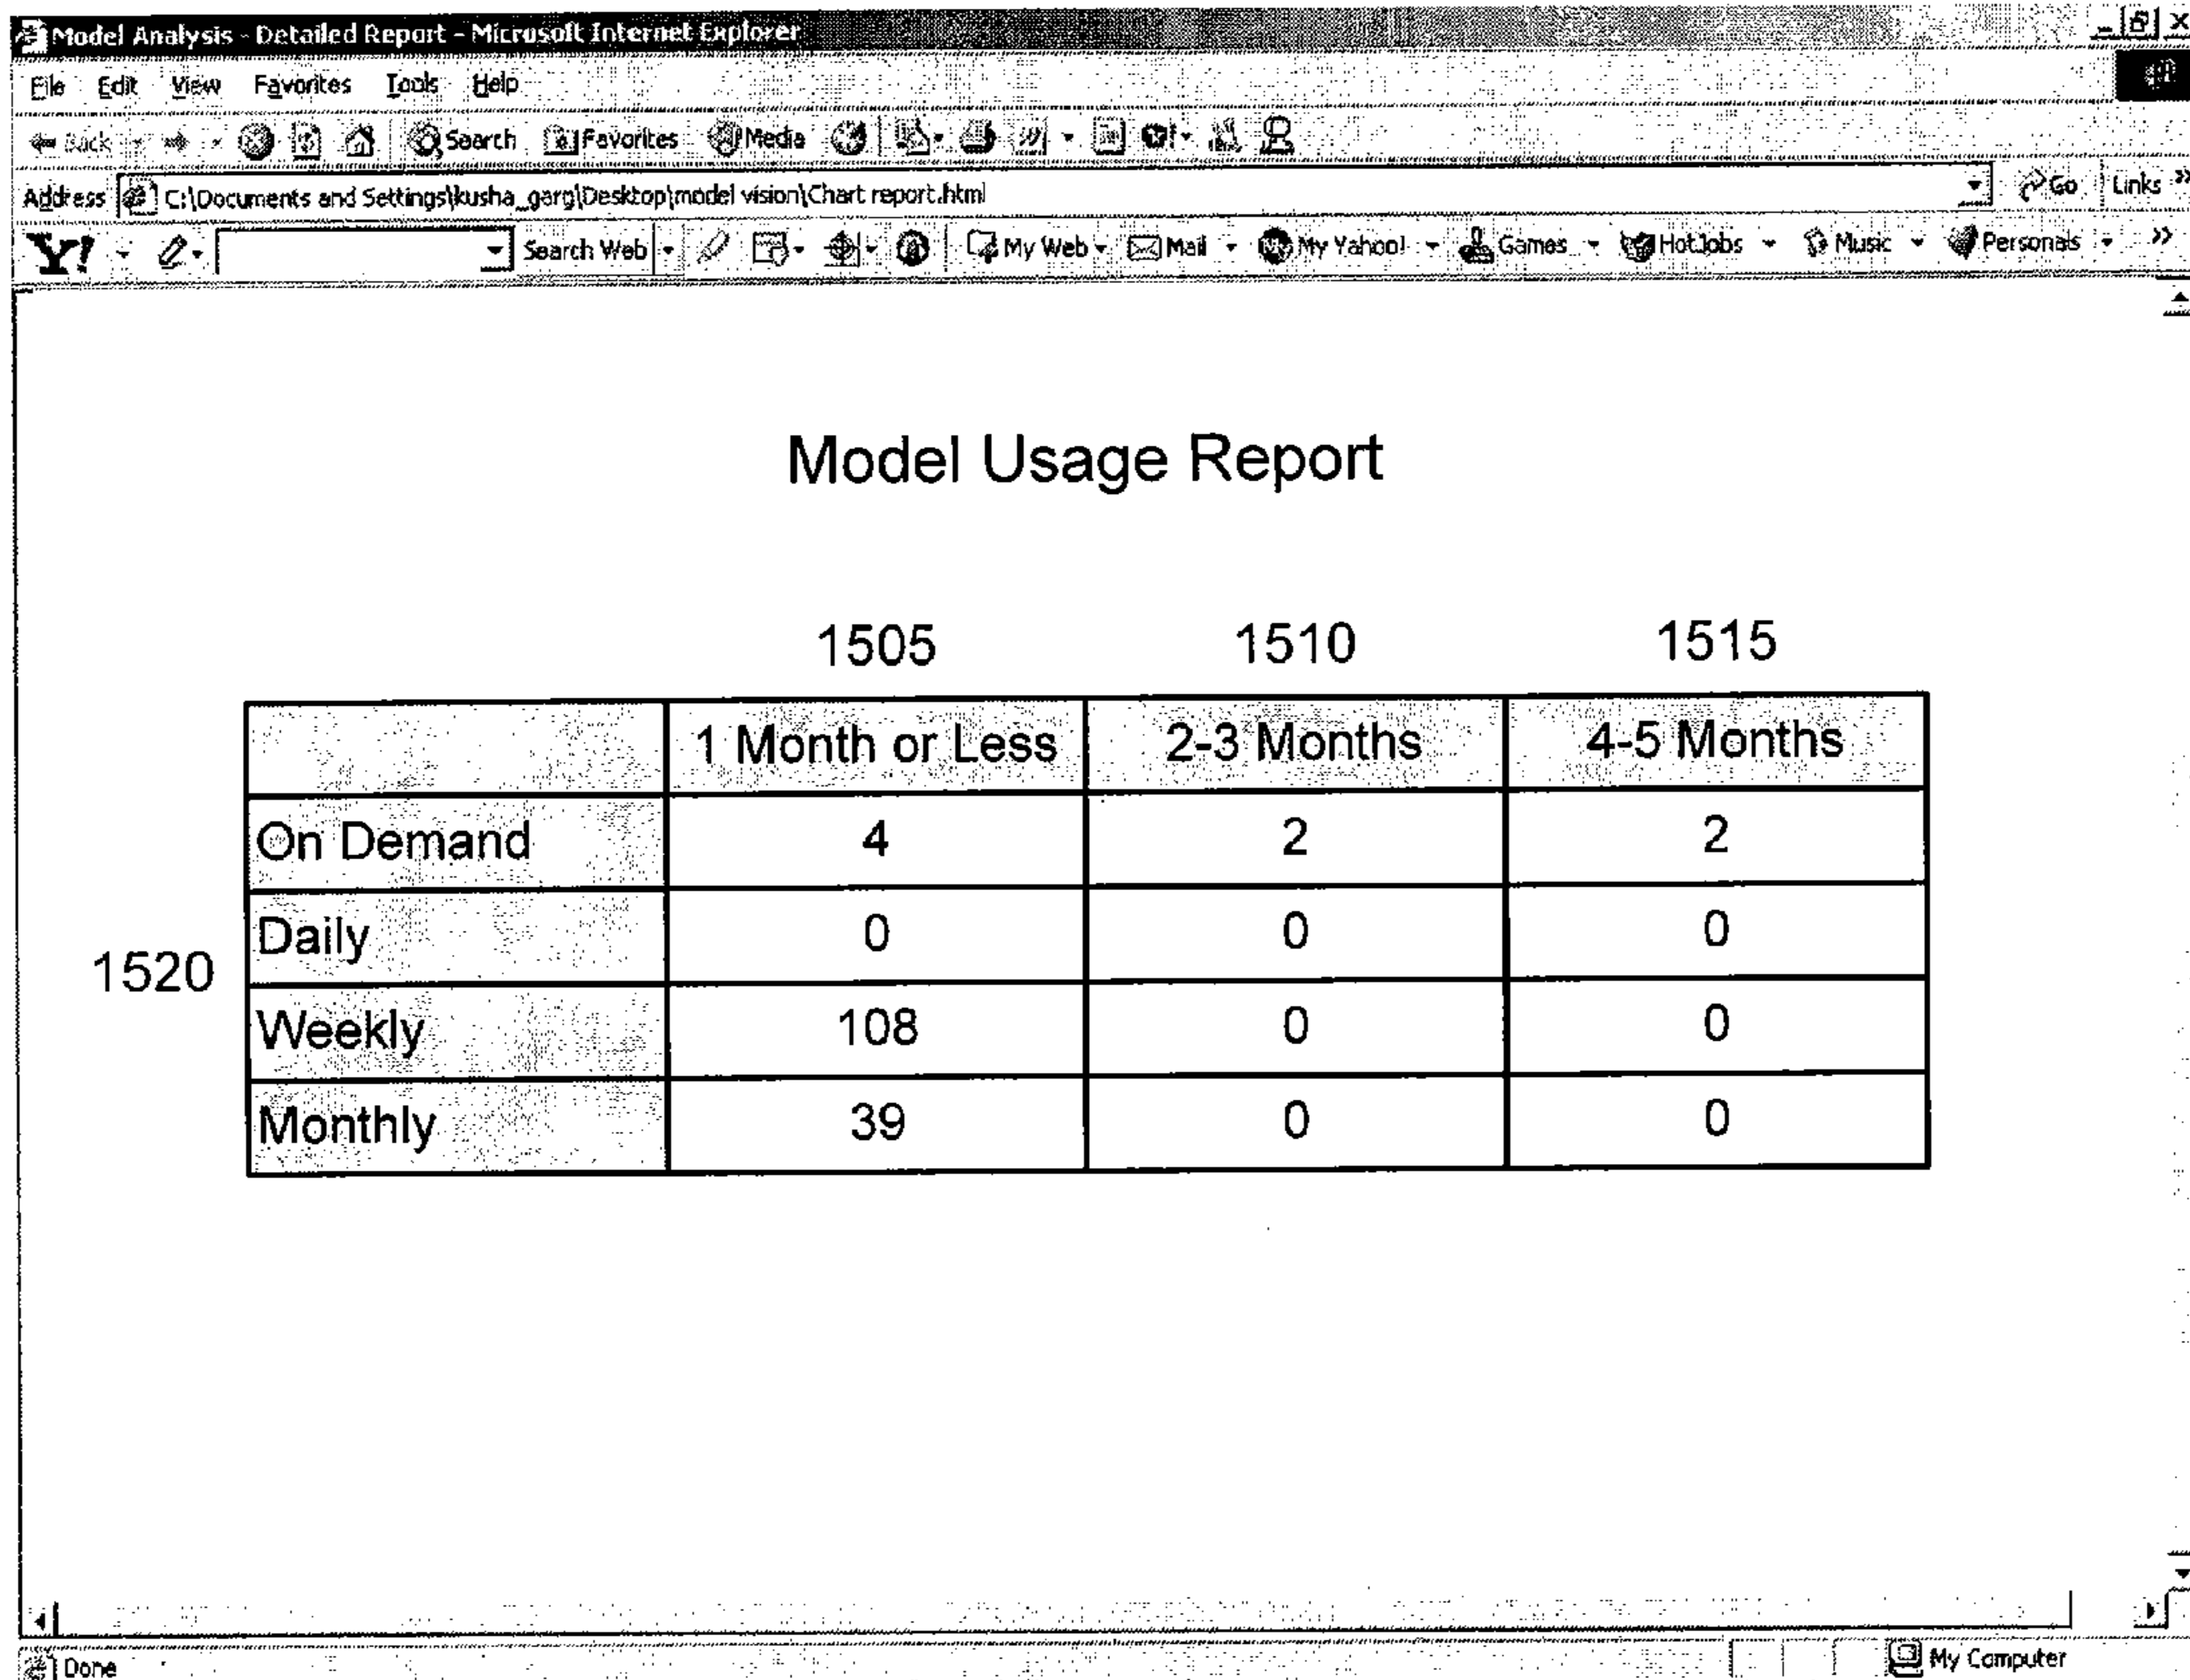 Model Analysis - Detailed Report - Microsoft Internet Explorer
File Edit View Favorites Tools Help
Back Search Favorites Media
Address C:\Documents and Settings\kusha_garg\Desktop\model vision\Chart report.html Go Links »
Y! Search Web My Web Mail My Yahoo! Games HotJobs Music Personals »
Model Usage Report
1505 1510 1515
1 Month or Less 2-3 Months 4-5 Months
On Demand 4 2 2
Daily 0 0 0
1520
Weekly 108 0 0
Monthly 39 0 0
Done My Computer